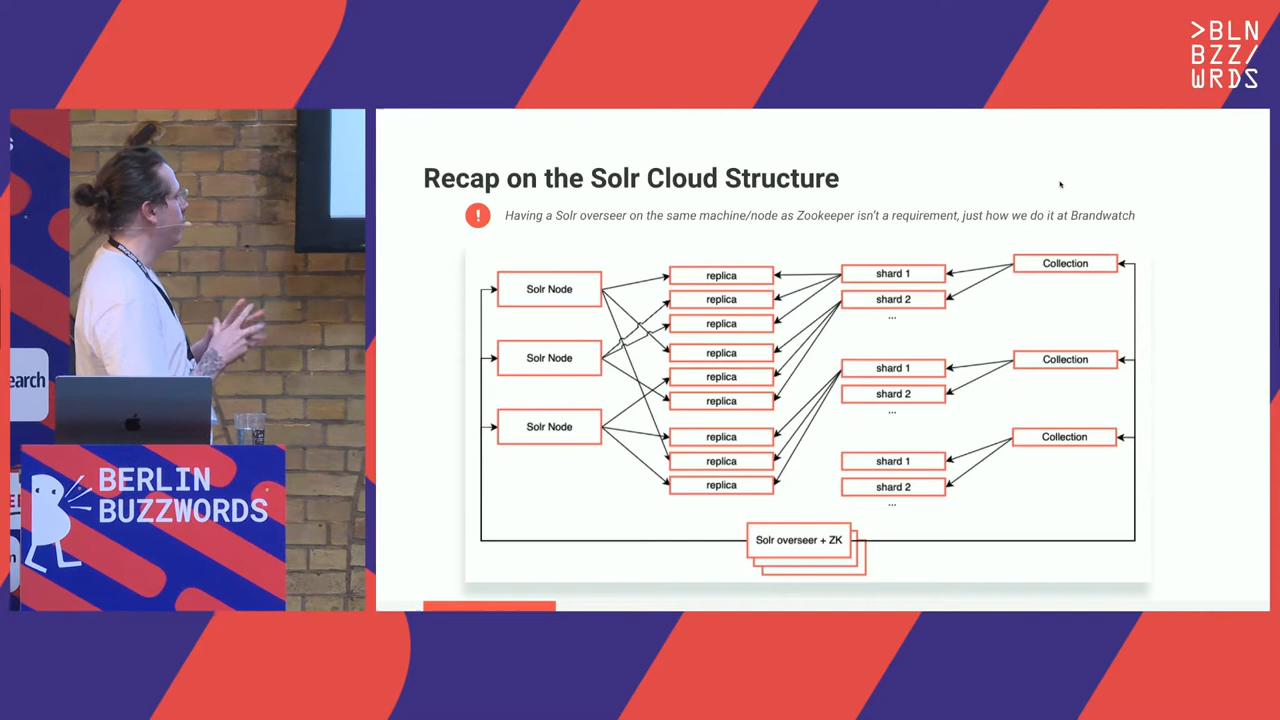 >BLN
BZZ/
WRDS
Recap on the Solr Cloud Structure
!
Having a Solr overseer on the same machine/node as Zookeeper isn't a requirement, just how we do it at Brandwatch
Solr Node
Solr Node
Solr Node
replica
replica
replica
replica
replica
replica
replica
replica
replica
shard 1
shard 2
...
shard 1
shard 2
...
shard 1
shard 2
...
Collection
Collection
Collection
Solr overseer + ZK
earch
BERLIN
BUZZWORDS